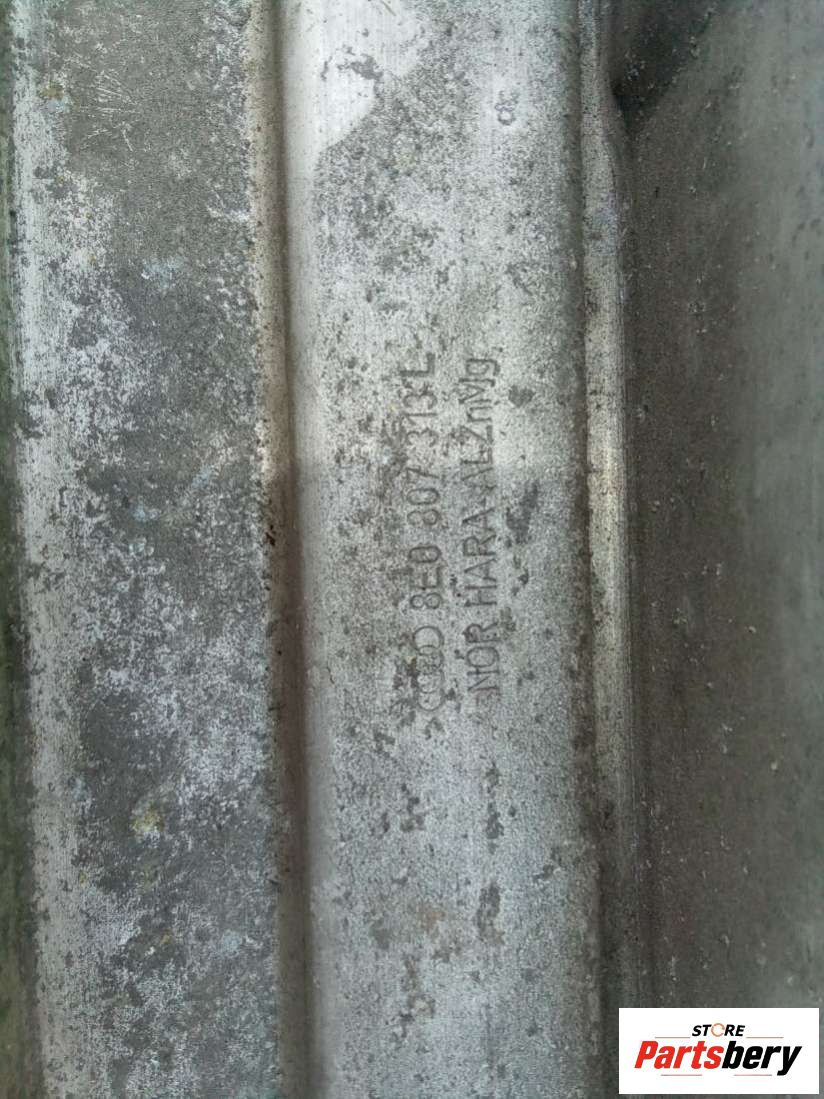 8E0 807 313 L
NOR HARA ALZnMg
STORE
Partsbery